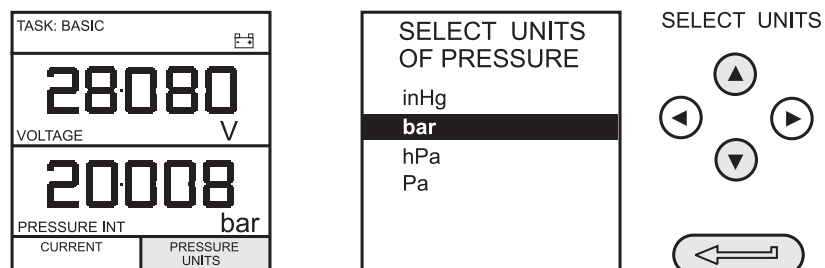 TASK: BASIC
28.080
VOLTAGE V
20.008
PRESSURE INT bar
CURRENT
PRESSURE
UNITS
SELECT UNITS
OF PRESSURE
inHg
bar
hPa
Pa
SELECT UNITS